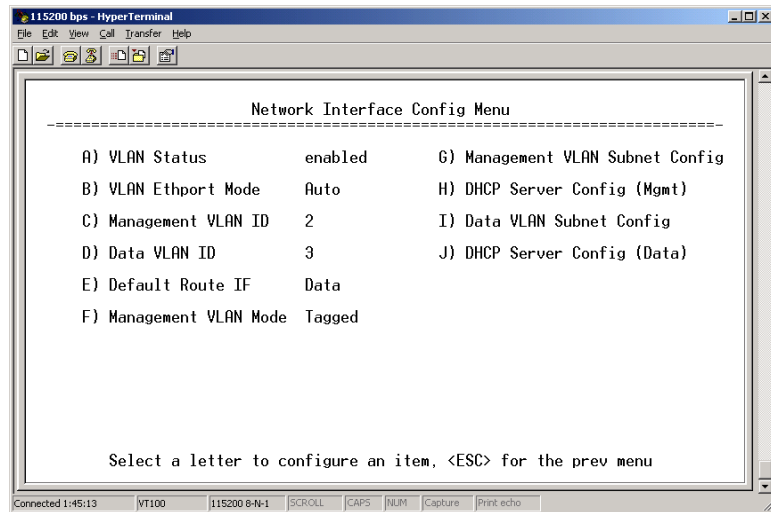 115200 bps - HyperTerminal
File Edit View Call Transfer Help
Network Interface Config Menu
-==========================================================================-
A) VLAN Status enabled G) Management VLAN Subnet Config
B) VLAN Ethport Mode Auto H) DHCP Server Config (Mgmt)
C) Management VLAN ID 2 I) Data VLAN Subnet Config
D) Data VLAN ID 3 J) DHCP Server Config (Data)
E) Default Route IF Data
F) Management VLAN Mode Tagged
Select a letter to configure an item, <ESC> for the prev menu
Connected 1:45:13 VT100 115200 8-N-1 SCROLL CAPS NUM Capture Print echo